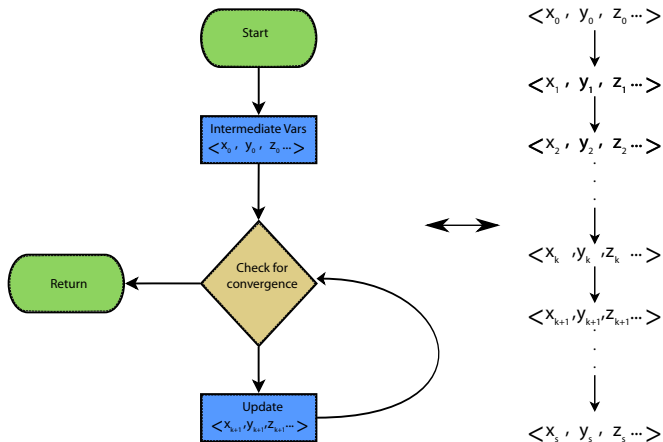 Start
Intermediate Vars
<x₀ , y₀ , z₀ ...>
Check for
convergence
Return
Update
<xₖ₊₁,yₖ₊₁,zₖ₊₁...>
<x₀ , y₀ , z₀ ...>
<x₁ , y₁ , z₁ ...>
<x₂ , y₂ , z₂ ...>
<xₖ ,yₖ ,zₖ ...>
<xₖ₊₁,yₖ₊₁,zₖ₊₁...>
<xₛ , yₛ , zₛ ...>